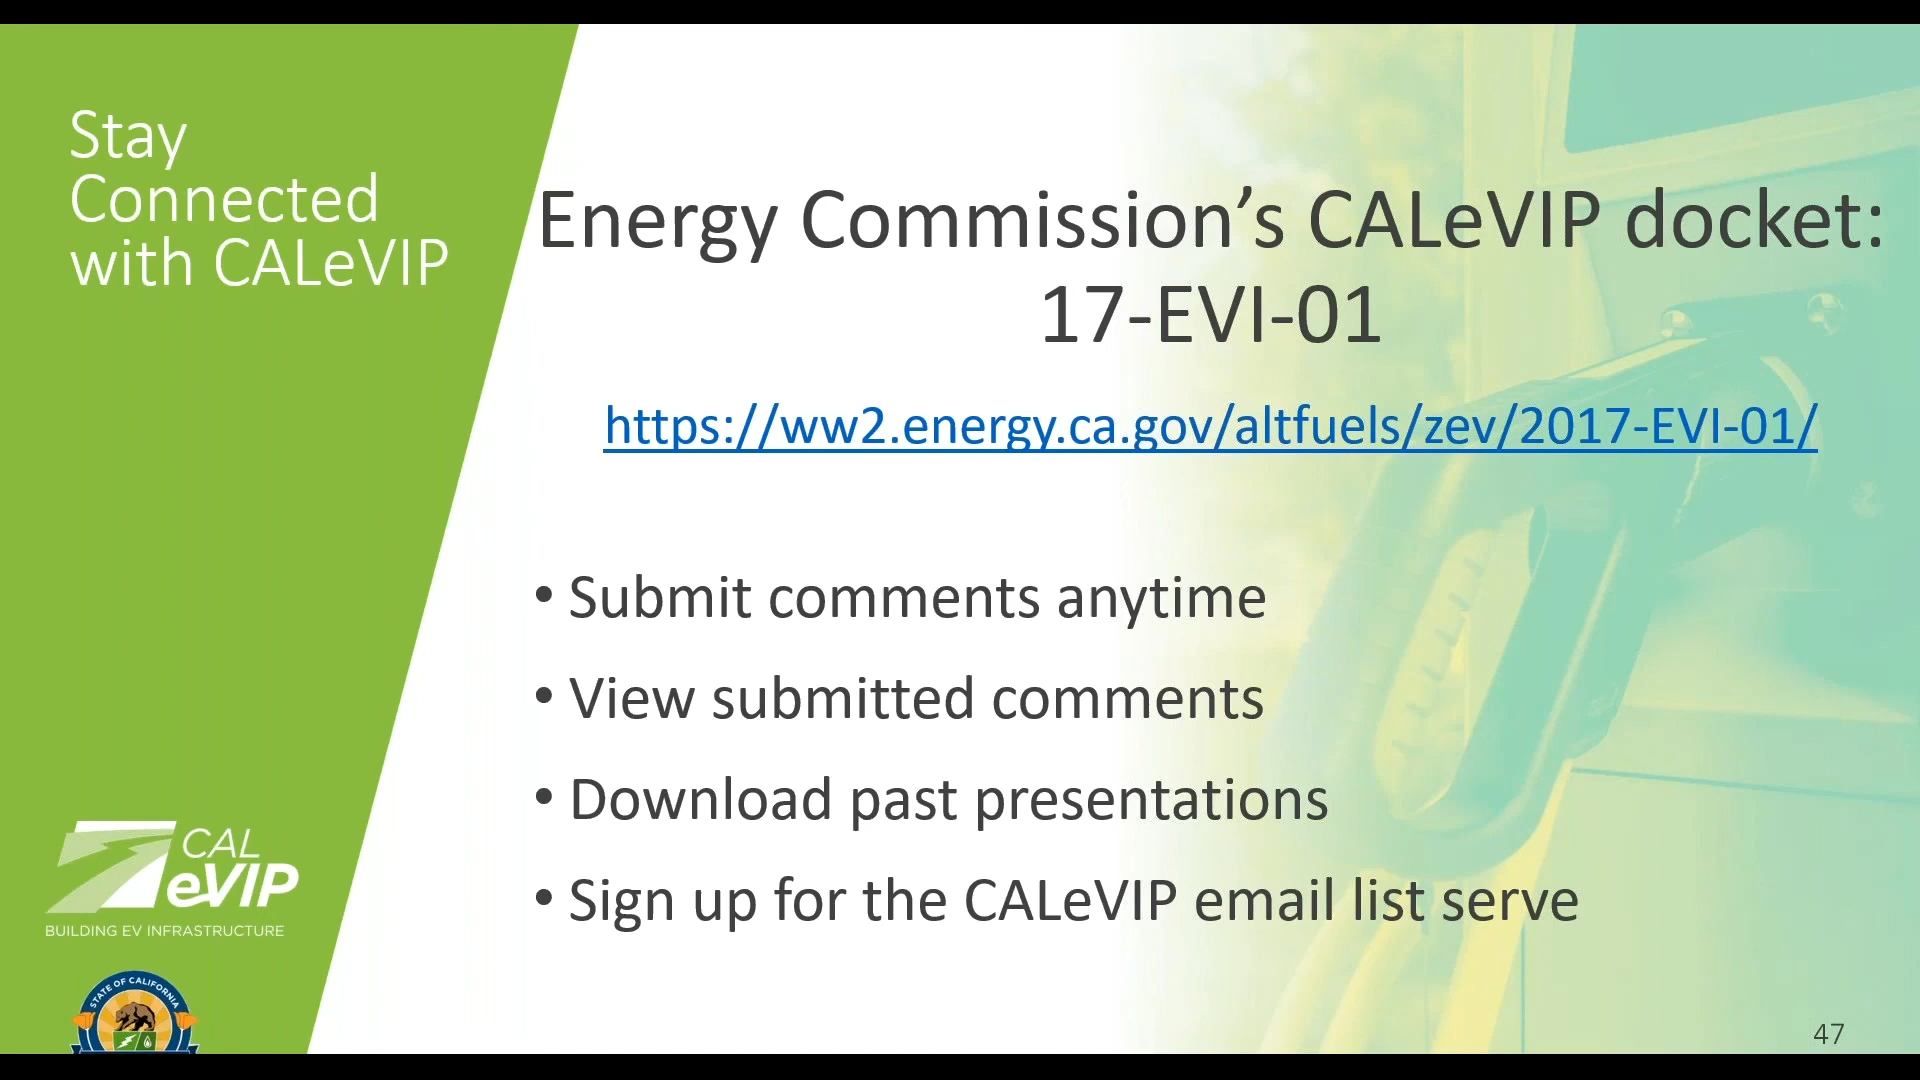 Stay
Connected
with CALeVIP
Energy Commission’s CALeVIP docket:
17-EVI-01
https://ww2.energy.ca.gov/altfuels/zev/2017-EVI-01/
• Submit comments anytime
• View submitted comments
• Download past presentations
• Sign up for the CALeVIP email list serve
CAL
eVIP
BUILDING EV INFRASTRUCTURE
STATE OF CALIFORNIA
47